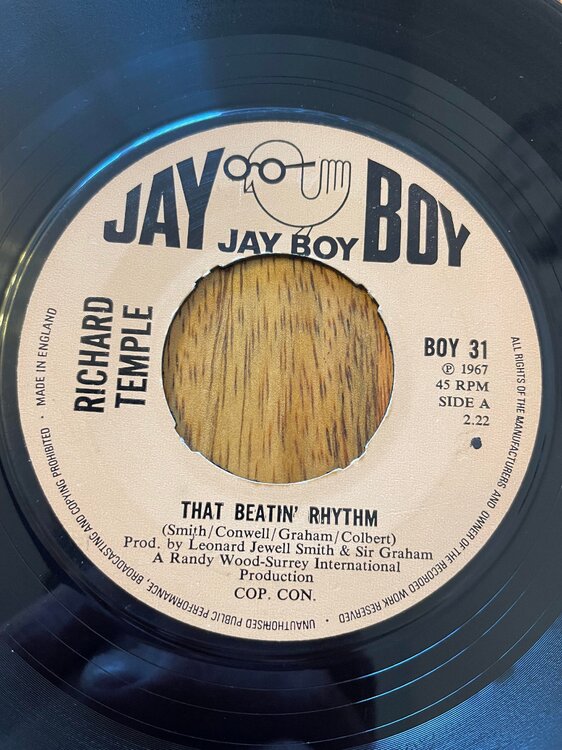 JAY BOY
JAY BOY
RICHARD
TEMPLE
BOY 31
℗ 1967
45 RPM
SIDE A
2.22
THAT BEATIN' RHYTHM
(Smith/Conwell/Graham/Colbert)
Prod. by Leonard Jewell Smith & Sir Graham
A Randy Wood-Surrey International
Production
COP. CON.
ALL RIGHTS OF THE MANUFACTURERS AND OWNER OF THE RECORDED WORK RESERVED · UNAUTHORISED PUBLIC PERFORMANCE, BROADCASTING AND COPYING PROHIBITED · MADE IN ENGLAND